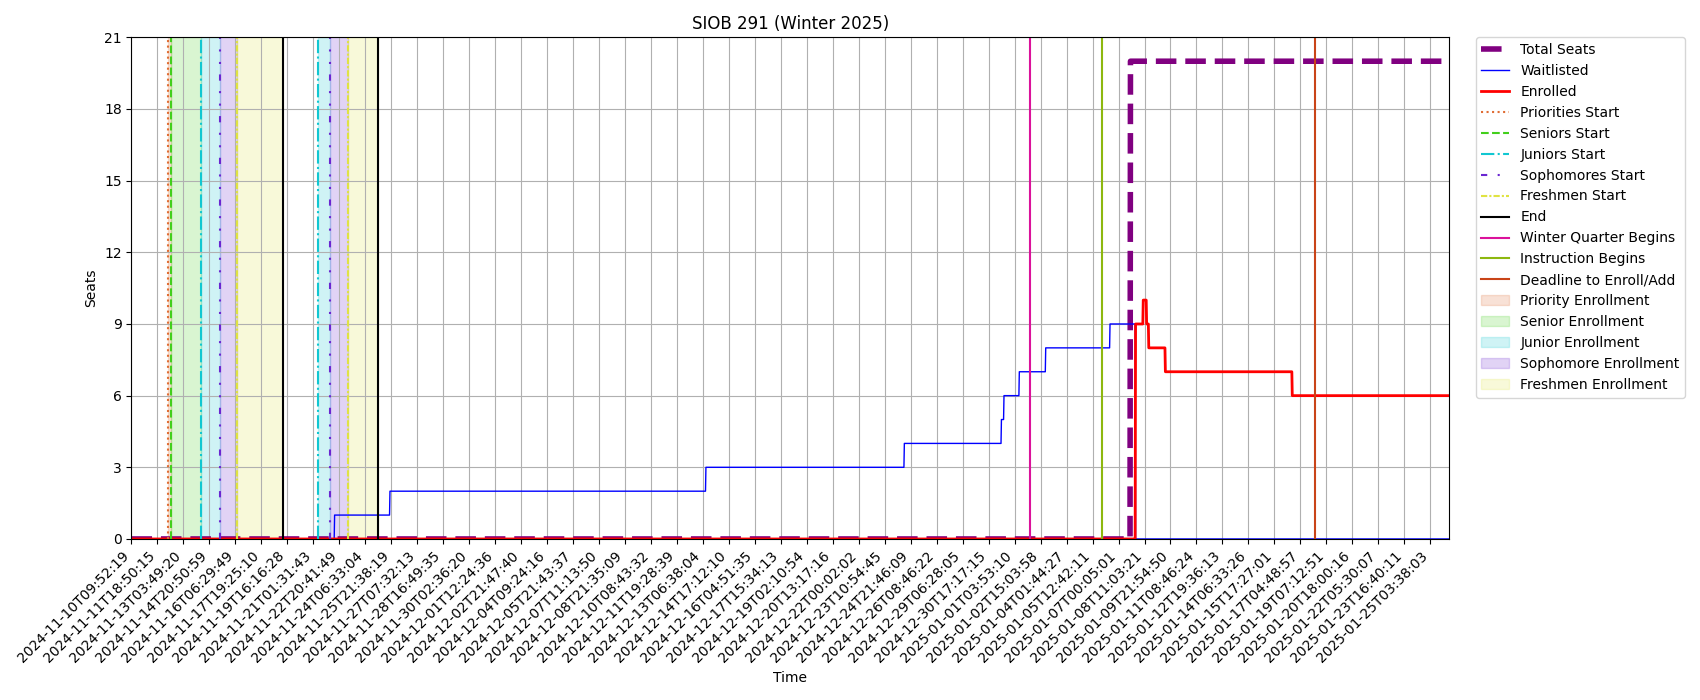 SIOB 291 (Winter 2025)
21
18
15
12
9
6
3
0
Seats
2024-11-10T09:52:19
2024-11-11T18:50:15
2024-11-13T03:49:20
2024-11-14T20:50:59
2024-11-16T06:29:49
2024-11-17T19:25:10
2024-11-19T16:16:28
2024-11-21T01:31:43
2024-11-22T20:41:49
2024-11-24T06:33:04
2024-11-25T21:38:19
2024-11-27T07:32:13
2024-11-28T16:49:35
2024-11-30T02:36:20
2024-12-01T12:24:36
2024-12-02T21:47:40
2024-12-04T09:24:16
2024-12-05T21:43:37
2024-12-07T11:13:50
2024-12-08T21:35:09
2024-12-10T08:43:32
2024-12-11T19:28:39
2024-12-13T06:38:04
2024-12-14T17:12:10
2024-12-16T04:51:35
2024-12-17T15:34:13
2024-12-19T02:10:54
2024-12-20T13:17:16
2024-12-22T00:02:02
2024-12-23T10:54:45
2024-12-24T21:46:09
2024-12-26T08:46:22
2024-12-29T06:28:05
2024-12-30T17:17:15
2025-01-01T03:53:10
2025-01-02T15:03:58
2025-01-04T01:44:27
2025-01-05T12:42:11
2025-01-07T00:05:01
2025-01-08T11:03:21
2025-01-09T21:54:50
2025-01-11T08:46:24
2025-01-12T19:36:13
2025-01-14T06:33:26
2025-01-15T17:27:01
2025-01-17T04:48:57
2025-01-19T07:12:51
2025-01-20T18:00:16
2025-01-22T05:30:07
2025-01-23T16:40:11
2025-01-25T03:38:03
Time
Total Seats
Waitlisted
Enrolled
Priorities Start
Seniors Start
Juniors Start
Sophomores Start
Freshmen Start
End
Winter Quarter Begins
Instruction Begins
Deadline to Enroll/Add
Priority Enrollment
Senior Enrollment
Junior Enrollment
Sophomore Enrollment
Freshmen Enrollment